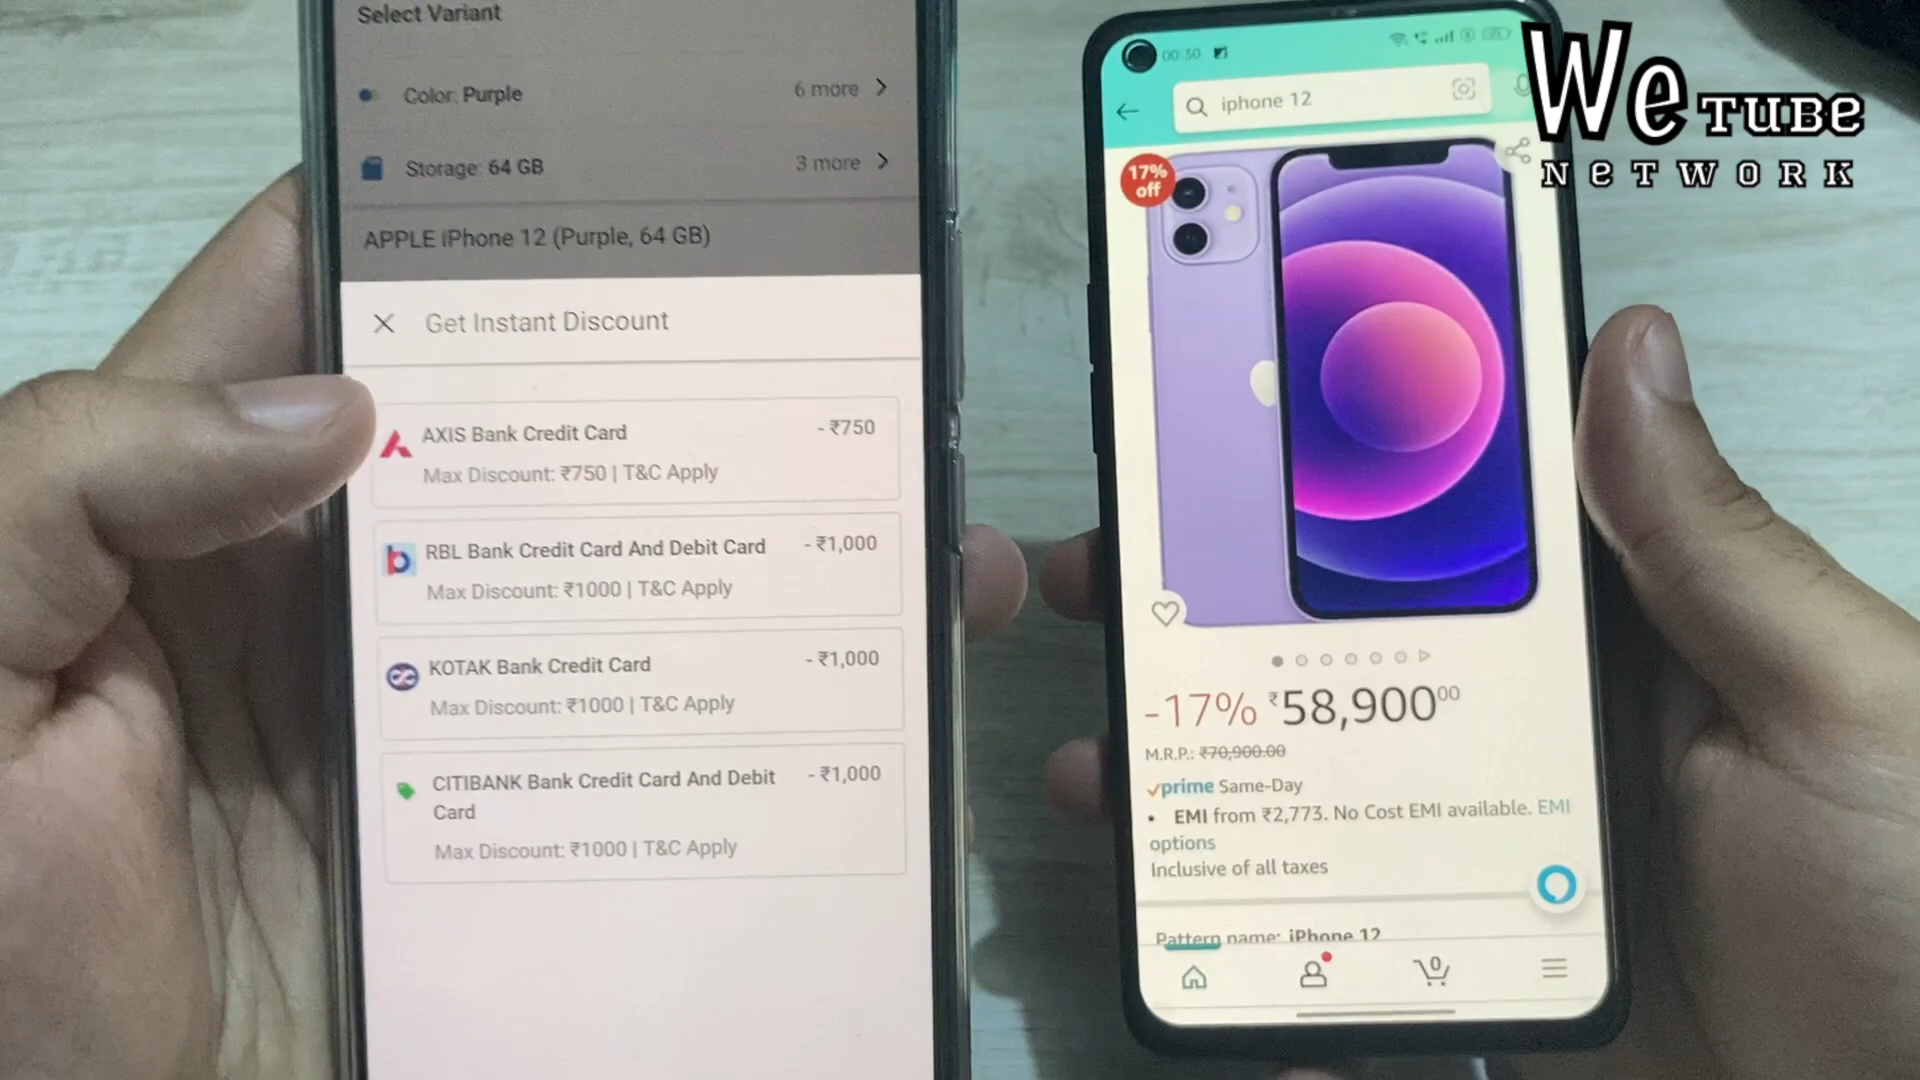 Select Variant
Color: Purple
6 more
Storage: 64 GB
3 more
APPLE iPhone 12 (Purple, 64 GB)
Get Instant Discount
AXIS Bank Credit Card
- ₹750
Max Discount: ₹750 | T&C Apply
RBL Bank Credit Card And Debit Card
- ₹1,000
Max Discount: ₹1000 | T&C Apply
KOTAK Bank Credit Card
- ₹1,000
Max Discount: ₹1000 | T&C Apply
CITIBANK Bank Credit Card And Debit
Card
- ₹1,000
Max Discount: ₹1000 | T&C Apply
00:30
iphone 12
17%
off
-17% ₹58,900⁰⁰
M.R.P.: ₹70,900.00
prime Same-Day
• EMI from ₹2,773. No Cost EMI available. EMI
options
Inclusive of all taxes
Pattern name: iPhone 12
0
We TUBE
NeTWORK